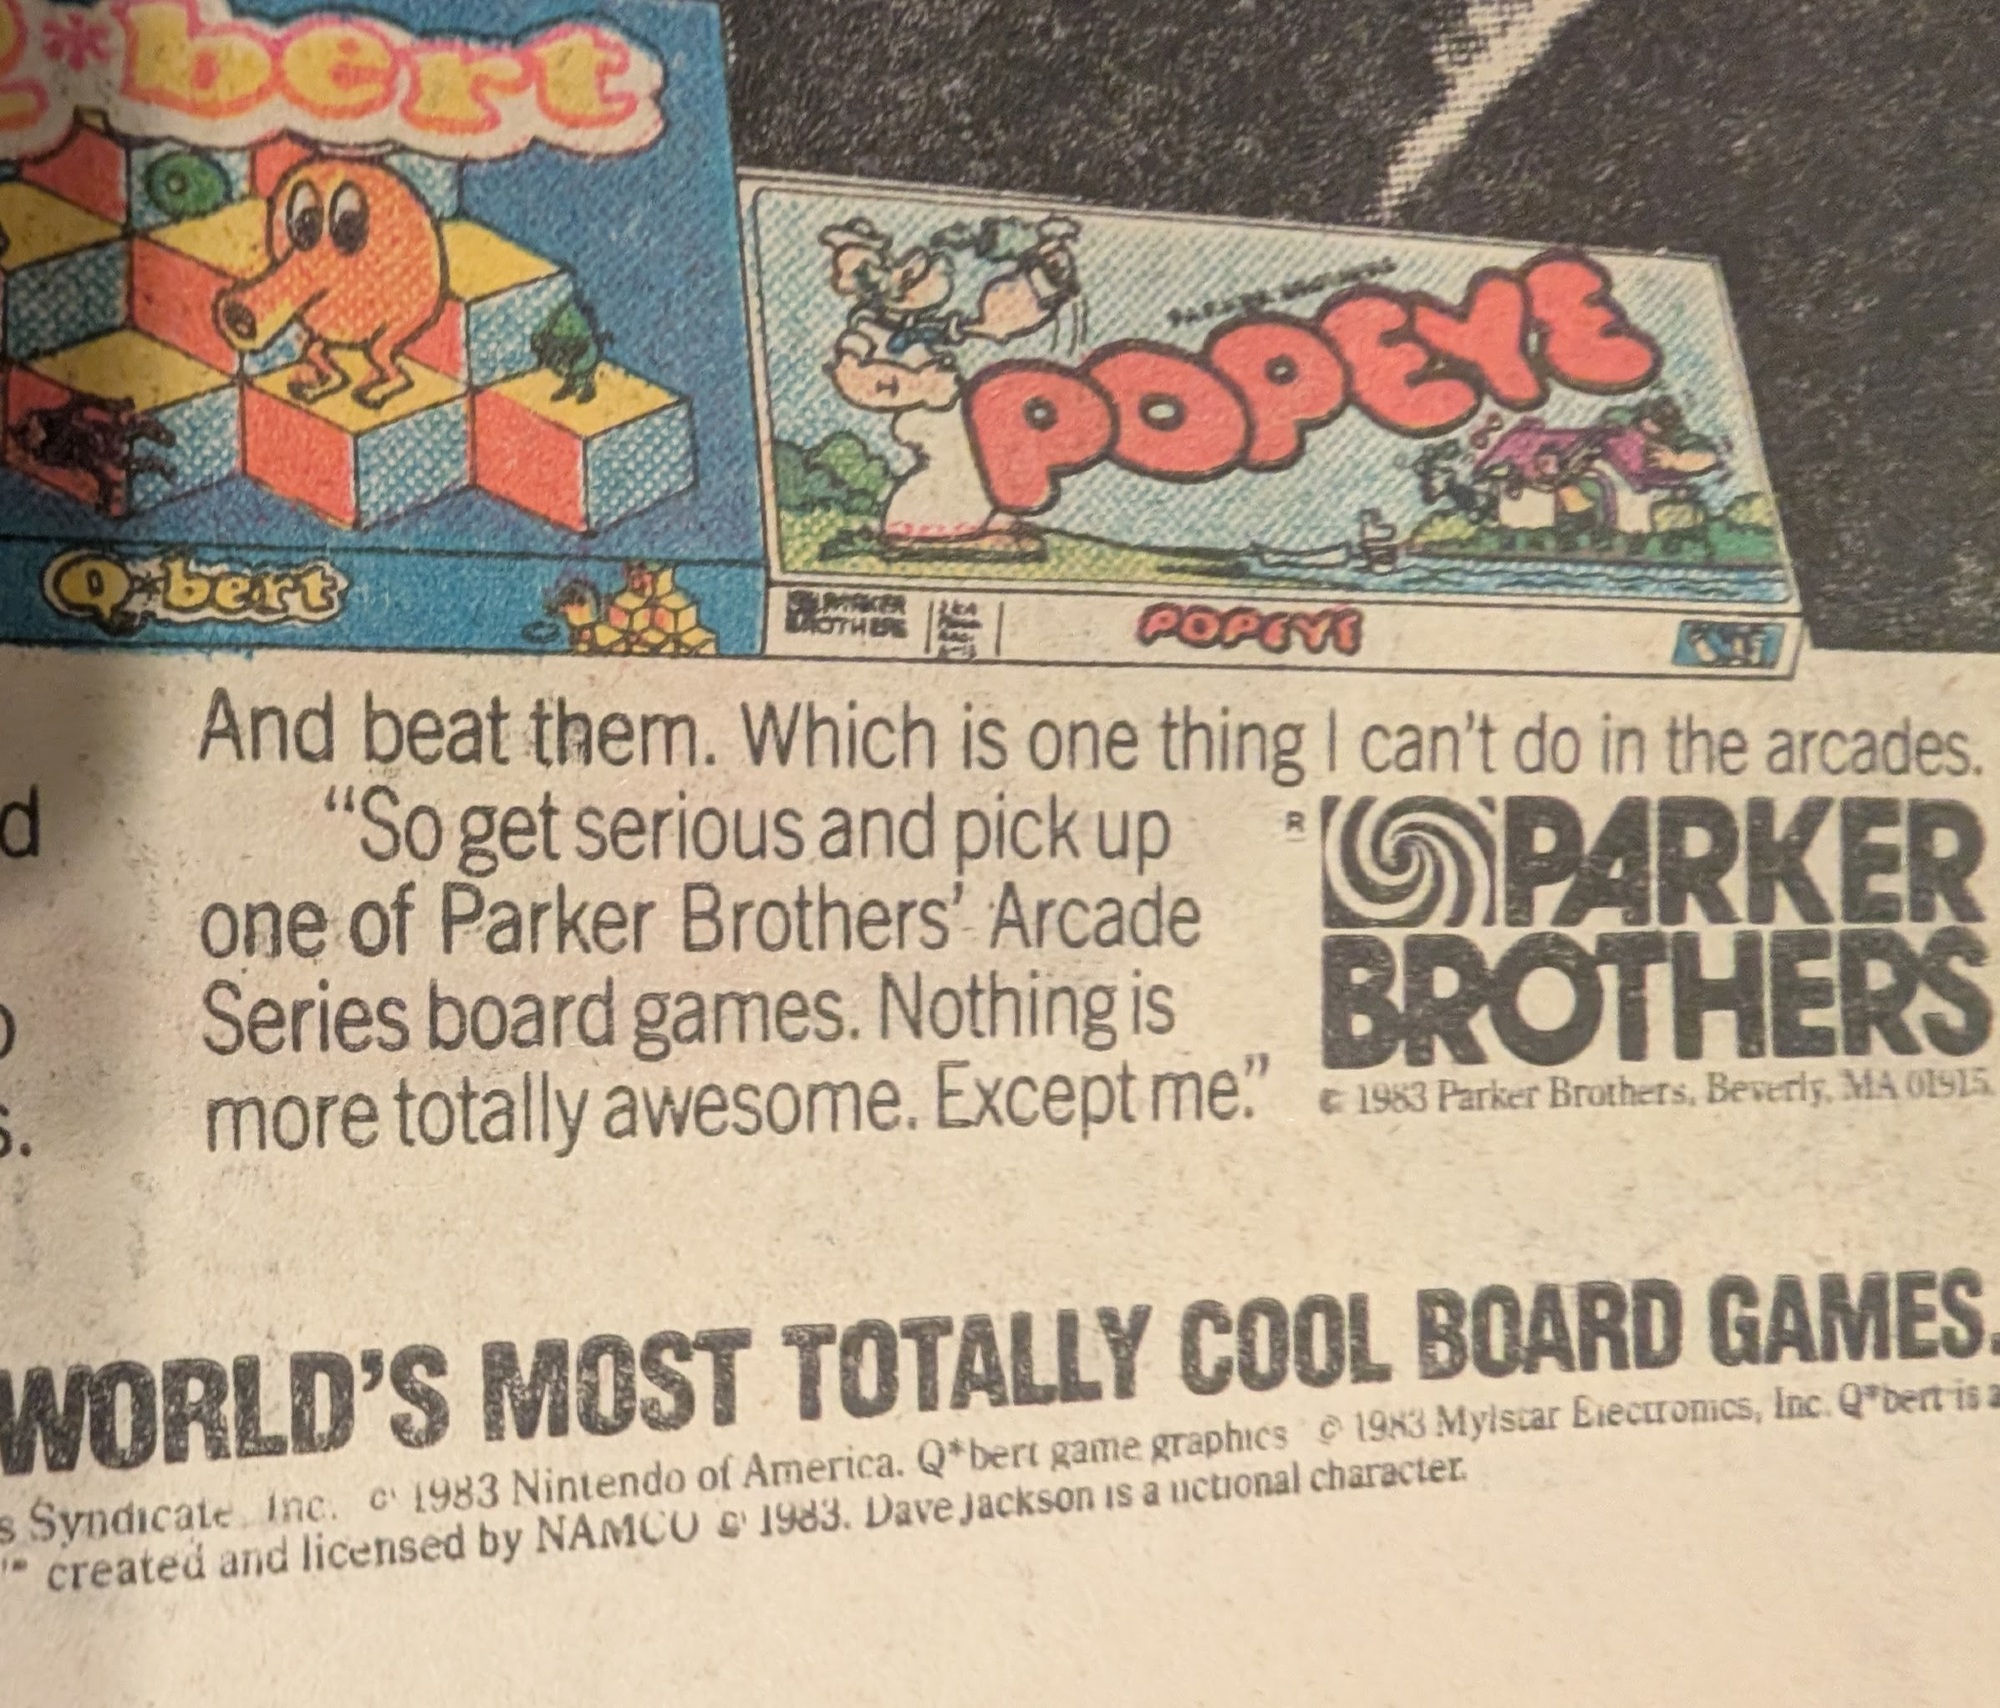 *bert
PARKER BROTHERS
POPEYE
Q*bert
PARKER
BROTHERS
POPEYE
And beat them. Which is one thing I can't do in the arcades.
d
“So get serious and pick up
one of Parker Brothers’ Arcade
Series board games. Nothing is
more totally awesome. Except me.”
s.
R
PARKER
BROTHERS
© 1983 Parker Brothers, Beverly, MA 01915.
WORLD’S MOST TOTALLY COOL BOARD GAMES.
s Syndicate, Inc. © 1983 Nintendo of America. Q*bert game graphics © 1983 Mylstar Electronics, Inc. Q*bert is a
™ created and licensed by NAMCO © 1983. Dave Jackson is a fictional character.